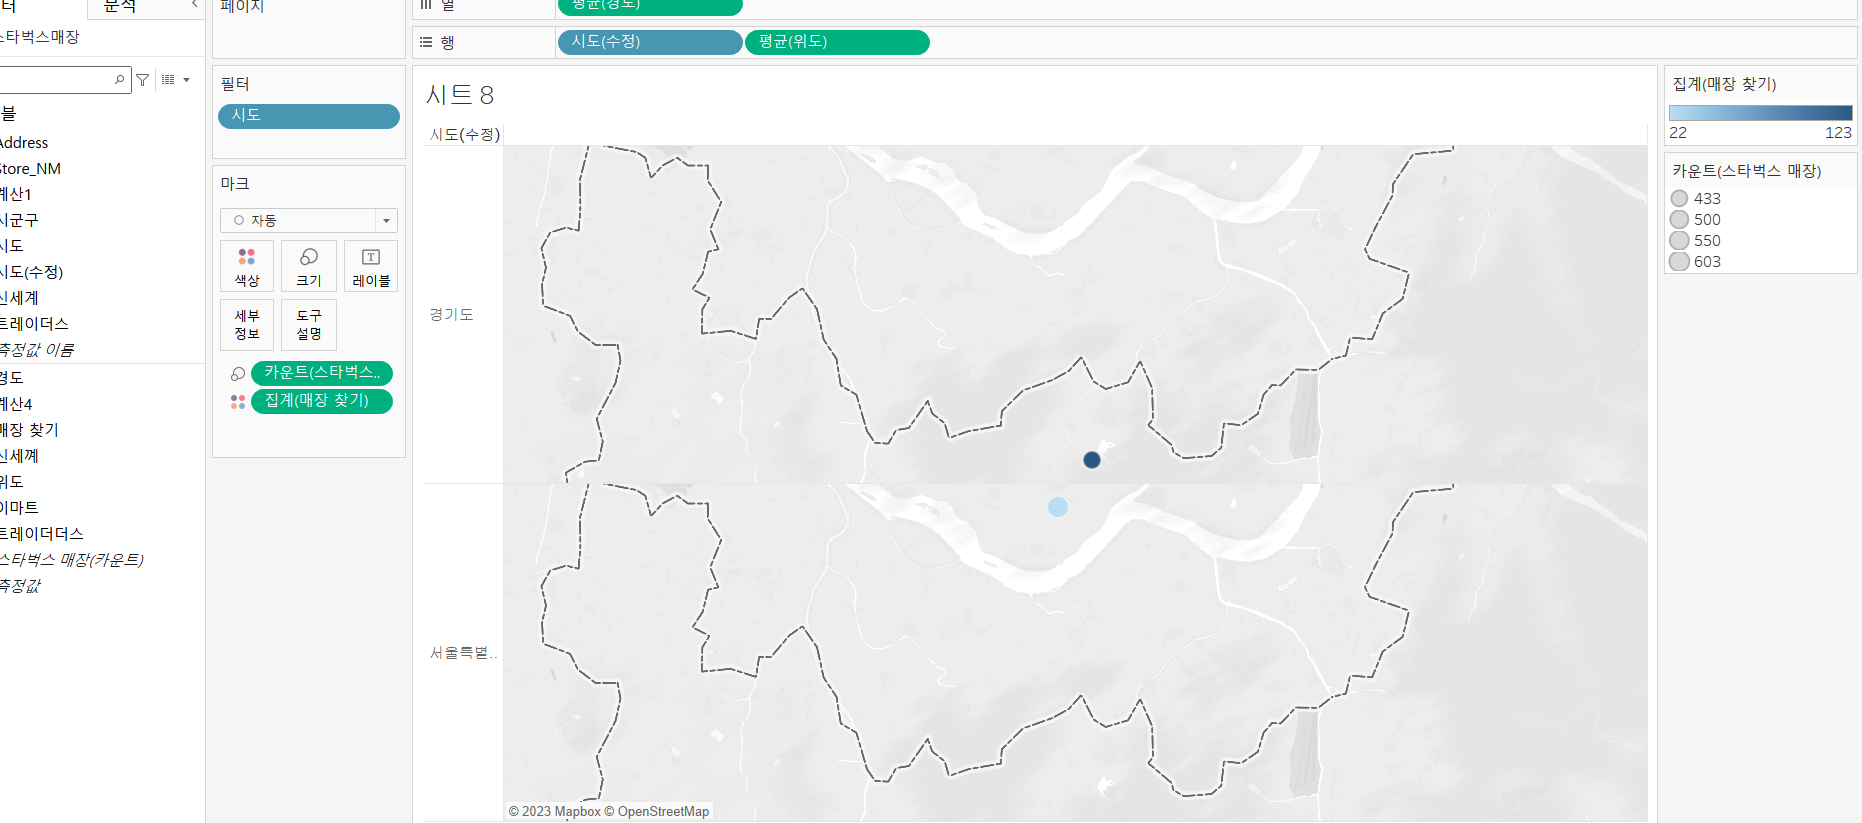 터 분석
페이지
열 평균(경도)
스타벅스매장
행 시도(수정) 평균(위도)
필터
시도
블
Address
Store_NM
계산1
시군구
시도
시도(수정)
신세계
트레이더스
측정값 이름
경도
계산4
매장 찾기
신세꼐
위도
이마트
트레이더더스
스타벅스 매장(카운트)
측정값
마크
자동
색상 크기 레이블
세부 정보
도구 설명
카운트(스타벅스..
집계(매장 찾기)
시트 8
시도(수정)
경기도
서울특별..
© 2023 Mapbox © OpenStreetMap
집계(매장 찾기)
22 123
카운트(스타벅스 매장)
433
500
550
603